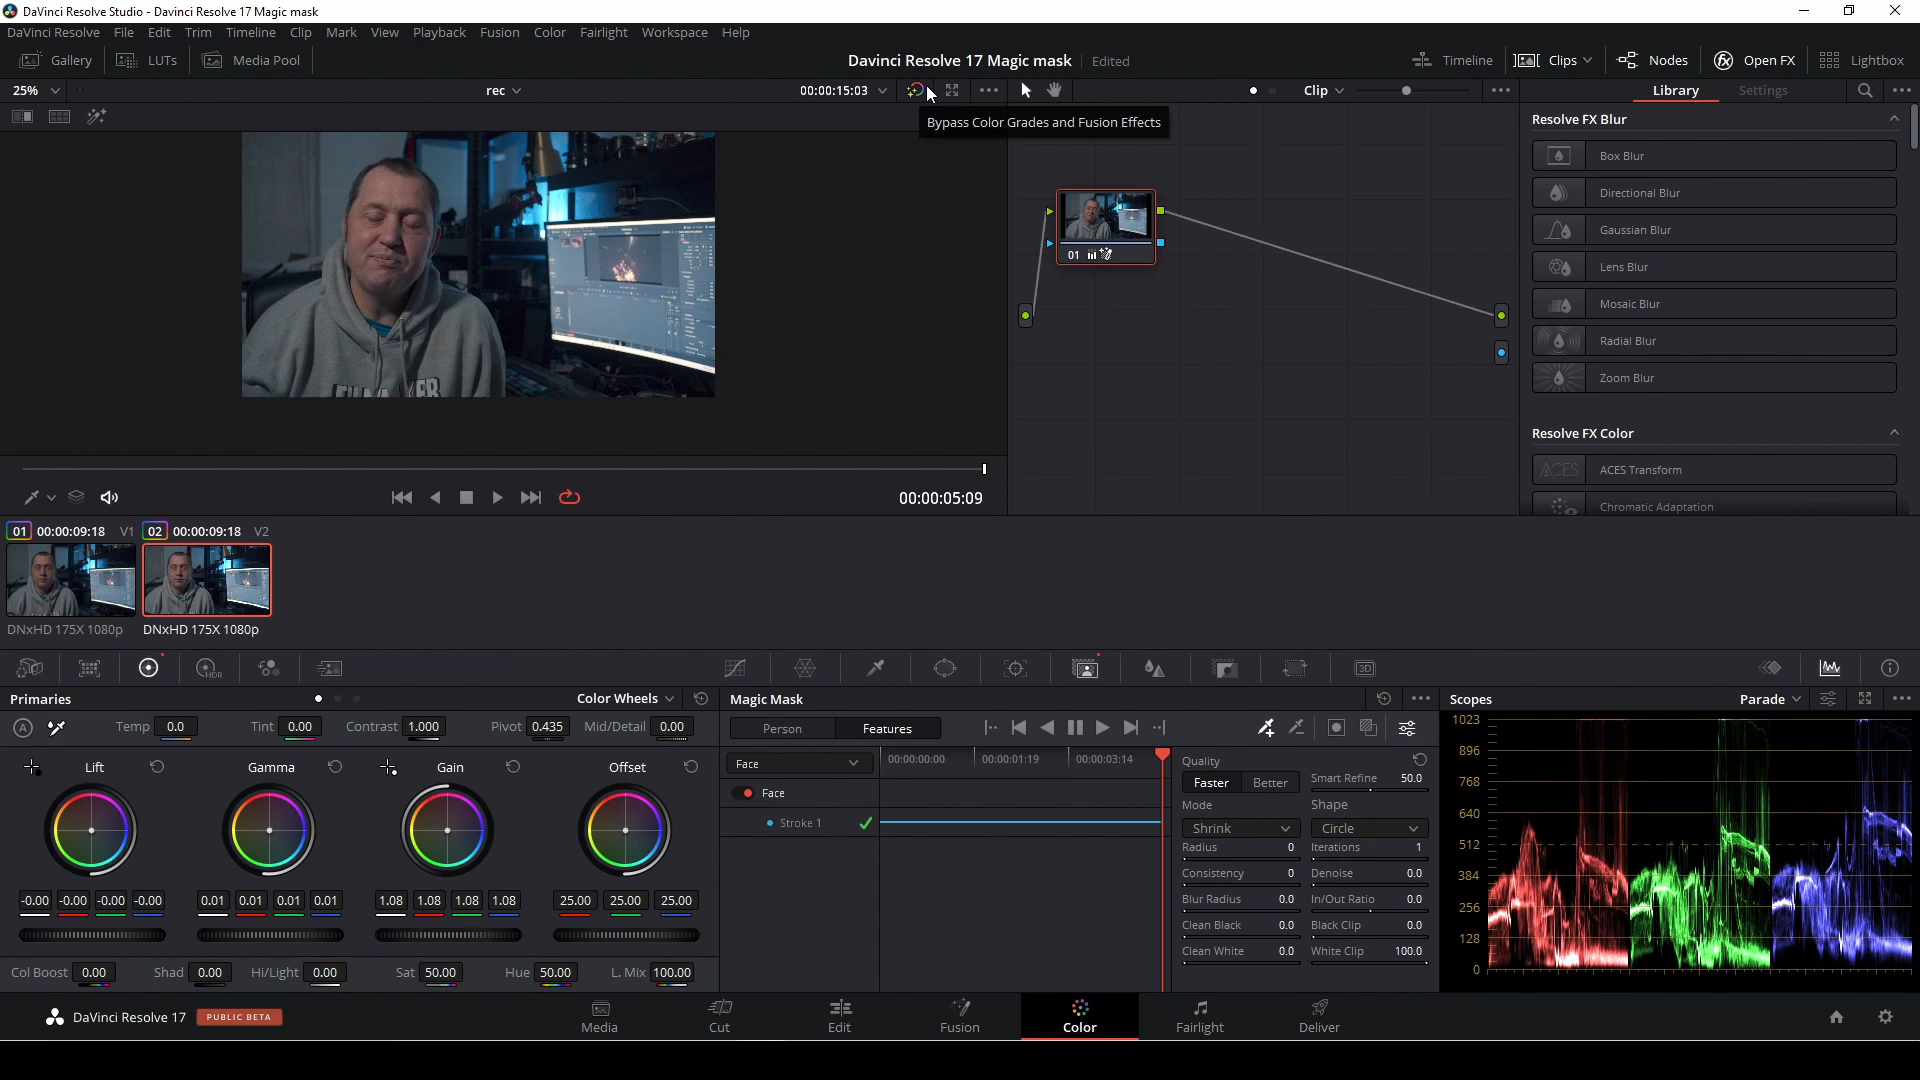 DaVinci Resolve Studio - Davinci Resolve 17 Magic mask
DaVinci Resolve File Edit Trim Timeline Clip Mark View Playback Fusion Color Fairlight Workspace Help
Gallery LUTs Media Pool Davinci Resolve 17 Magic mask Edited Timeline Clips Nodes Open FX Lightbox
25% rec 00:00:15:03 Clip Library Settings
Bypass Color Grades and Fusion Effects
Resolve FX Blur
Box Blur
Directional Blur
Gaussian Blur
Lens Blur
Mosaic Blur
Radial Blur
Zoom Blur
01
Resolve FX Color
ACES ACES Transform
Chromatic Adaptation
00:00:05:09
01 00:00:09:18 V1 02 00:00:09:18 V2
DNxHD 175X 1080p DNxHD 175X 1080p
HDR 3D
Primaries Color Wheels Magic Mask Scopes Parade
A Temp 0.0 Tint 0.00 Contrast 1.000 Pivot 0.435 Mid/Detail 0.00 Person Features
Lift Gamma Gain Offset
Face 00:00:00:00 00:00:01:19 00:00:03:14
Face
Stroke 1
Quality
Faster Better Smart Refine 50.0
Mode Shape
Shrink Circle
Radius 0 Iterations 1
Consistency 0 Denoise 0.0
Blur Radius 0.0 In/Out Ratio 0.0
Clean Black 0.0 Black Clip 0.0
Clean White 0.0 White Clip 100.0
1023
896
768
640
512
384
256
128
0
-0.00 -0.00 -0.00 -0.00 0.01 0.01 0.01 0.01 1.08 1.08 1.08 1.08 25.00 25.00 25.00
Col Boost 0.00 Shad 0.00 Hi/Light 0.00 Sat 50.00 Hue 50.00 L. Mix 100.00
DaVinci Resolve 17 PUBLIC BETA Media Cut Edit Fusion Color Fairlight Deliver